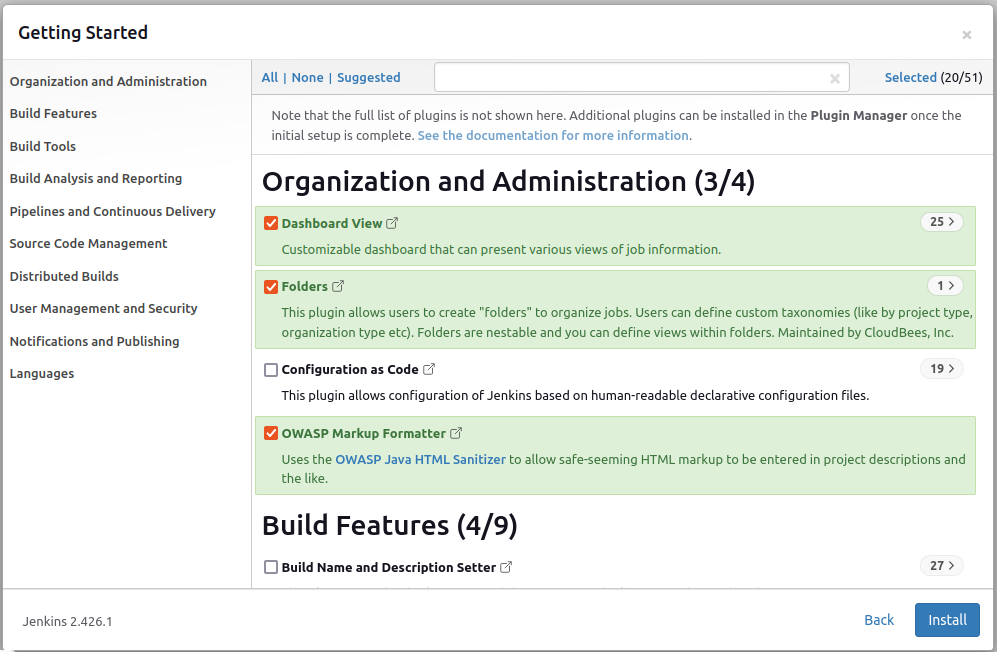 Getting Started
Organization and Administration
Build Features
Build Tools
Build Analysis and Reporting
Pipelines and Continuous Delivery
Source Code Management
Distributed Builds
User Management and Security
Notifications and Publishing
Languages
All | None | Suggested
Selected (20/51)
Note that the full list of plugins is not shown here. Additional plugins can be installed in the Plugin Manager once the
initial setup is complete. See the documentation for more information.
Organization and Administration (3/4)
Dashboard View 25
Customizable dashboard that can present various views of job information.
Folders 1
This plugin allows users to create "folders" to organize jobs. Users can define custom taxonomies (like by project type,
organization type etc). Folders are nestable and you can define views within folders. Maintained by CloudBees, Inc.
Configuration as Code 19
This plugin allows configuration of Jenkins based on human-readable declarative configuration files.
OWASP Markup Formatter
Uses the OWASP Java HTML Sanitizer to allow safe-seeming HTML markup to be entered in project descriptions and
the like.
Build Features (4/9)
Build Name and Description Setter 27
Jenkins 2.426.1
Back
Install